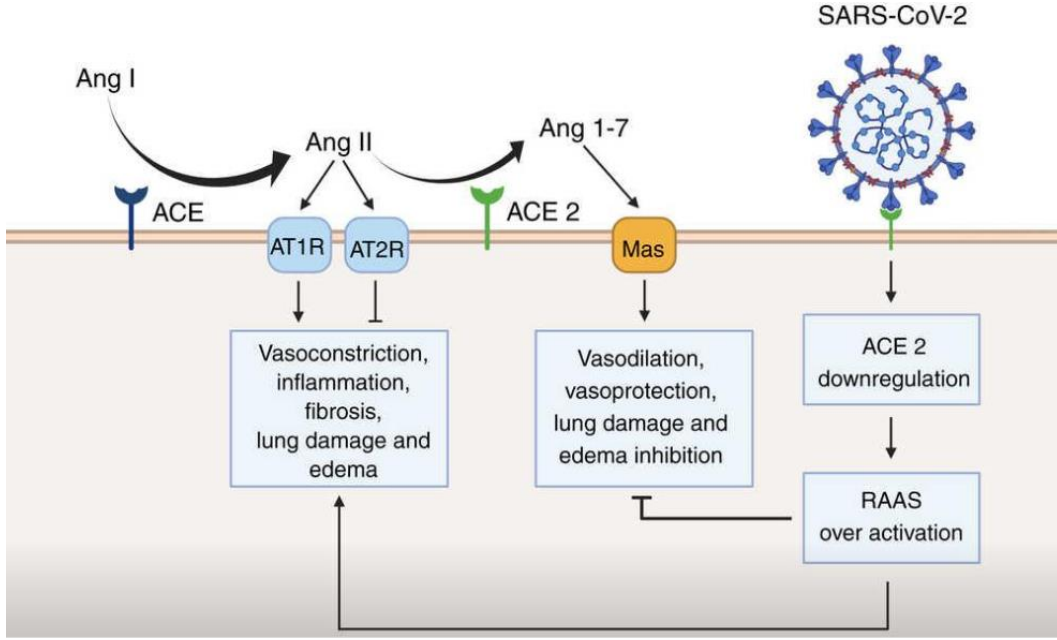 SARS-CoV-2
Ang I
Ang II
Ang 1-7
ACE
ACE 2
AT1R
AT2R
Mas
Vasoconstriction,
inflammation,
fibrosis,
lung damage and
edema
Vasodilation,
vasoprotection,
lung damage and
edema inhibition
ACE 2
downregulation
RAAS
over activation